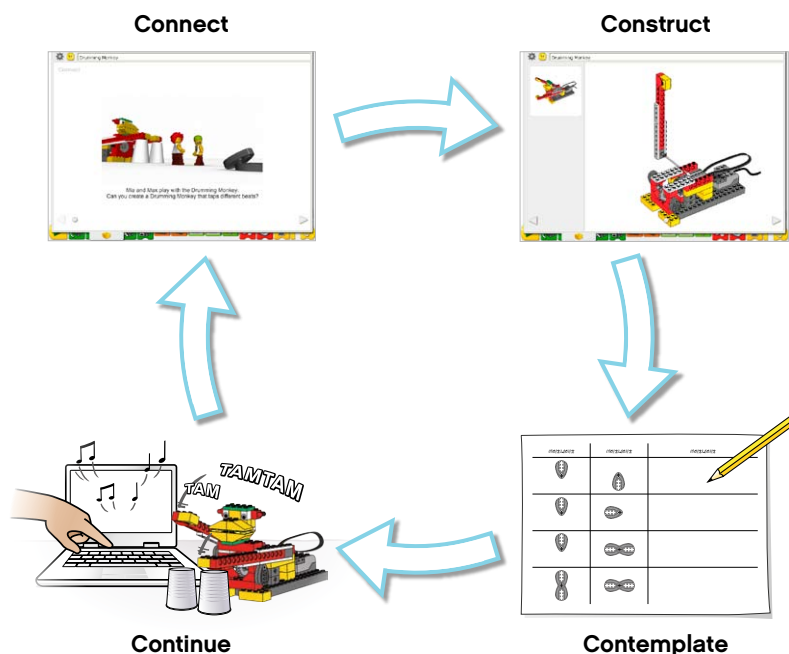 Connect
Construct
Drumming Monkey
Drumming Monkey
Connect
Mia and Max play with the Drumming Monkey.
Can you create a Drumming Monkey that taps different beats?
TAM
TAMTAM
Continue
Contemplate